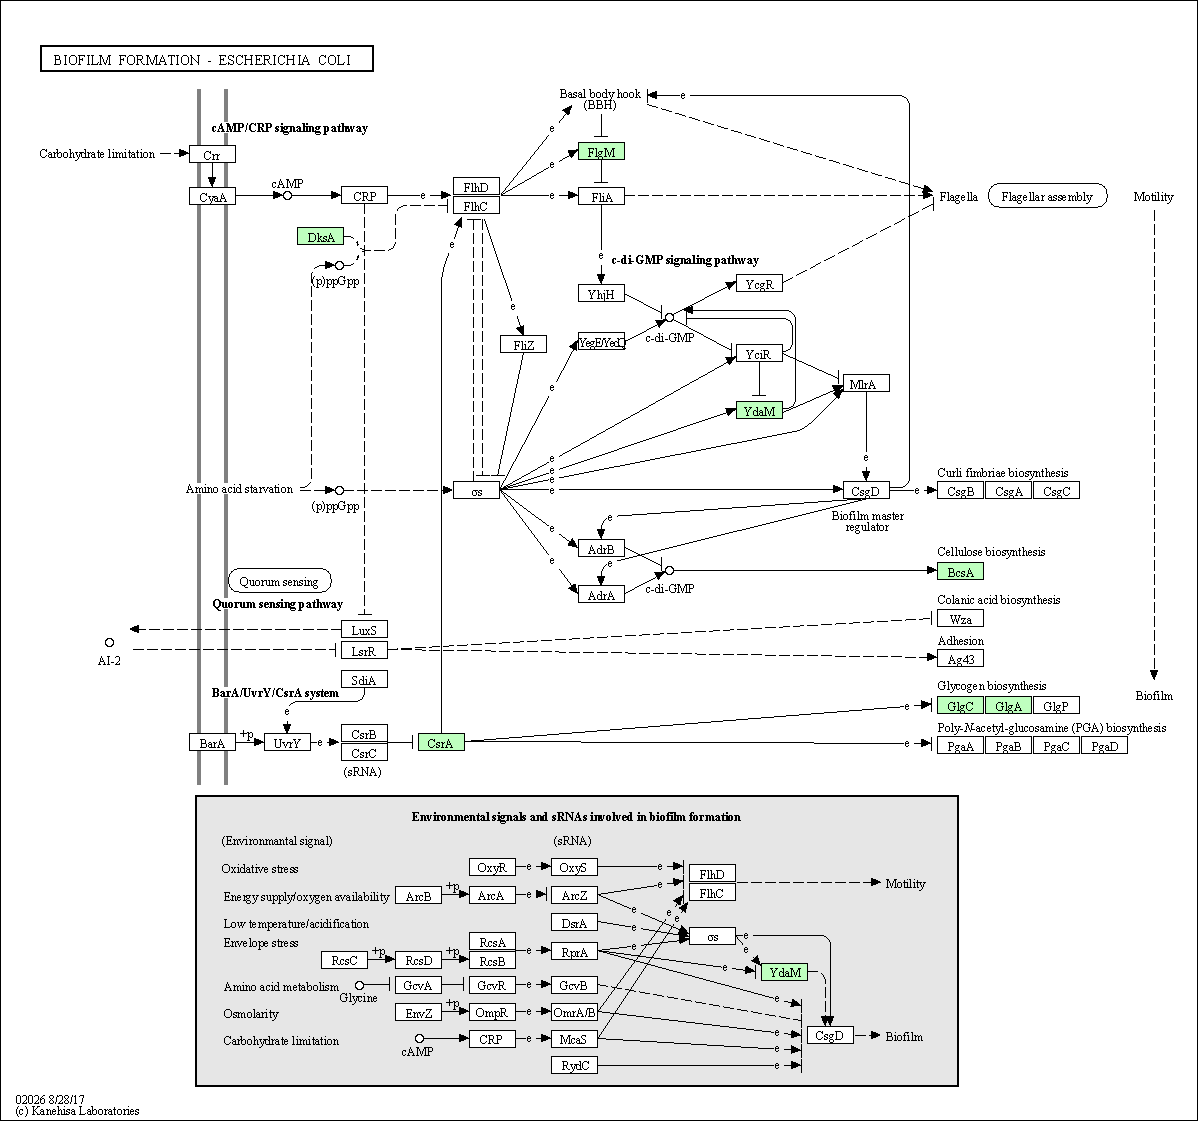 BIOFILM FORMATION - ESCHERICHIA COLI
Basal body hook
(BBH)
e
cAMP/CRP signaling pathway
e
Carbohydrate limitation
Crr
FlgM
e
cAMP
FlhD
CyaA
CRP
e
e
FliA
Flagella
Flagellar assembly
Motility
FlhC
DksA
e
e
c-di-GMP signaling pathway
(p)ppGpp
YcgR
YhjH
e
c-di-GMP
FliZ
YegE/YedQ
YciR
e
MlrA
YdaM
e
e
e
e
Curli fimbriae biosynthesis
Amino acid starvation
σs
e
CsgD
e
CsgB
CsgA
CsgC
(p)ppGpp
Biofilm master
regulator
e
e
AdrB
Cellulose biosynthesis
e
e
BcsA
Quorum sensing
c-di-GMP
AdrA
Quorum sensing pathway
Colanic acid biosynthesis
Wza
LuxS
AI-2
LsrR
Adhesion
Ag43
SdiA
BarA/UvrY/CsrA system
Glycogen biosynthesis
Biofilm
e
e
GlgC
GlgA
GlgP
CsrB
Poly-N-acetyl-glucosamine (PGA) biosynthesis
BarA
+p
UvrY
e
CsrA
e
PgaA
PgaB
PgaC
PgaD
CsrC
(sRNA)
Environmental signals and sRNAs involved in biofilm formation
(Environmantal signal)
(sRNA)
Oxidative stress
OxyR
e
OxyS
e
FlhD
Energy supply/oxygen availability
ArcB
+p
ArcA
e
ArcZ
e
FlhC
Motility
e
e
e
Low temperature/acidification
DsrA
e
σs
e
Envelope stress
RcsA
e
e
RcsC
+p
RcsD
+p
RcsB
e
RprA
e
YdaM
Amino acid metabolism
Glycine
GcvA
GcvR
GcvB
e
Osmolarity
EnvZ
+p
OmpR
e
OmrA/B
e
CsgD
Biofilm
Carbohydrate limitation
cAMP
CRP
e
McaS
e
RydC
e
02026 8/28/17
(c) Kanehisa Laboratories